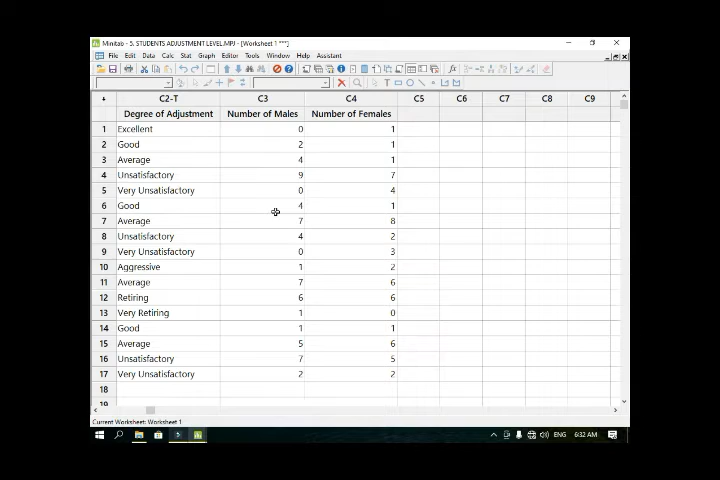 Minitab - 5. STUDENTS ADJUSTMENT LEVEL.MPJ - [Worksheet 1 ***]
File Edit Data Calc Stat Graph Editor Tools Window Help Assistant
C2-T C3 C4 C5 C6 C7 C8 C9
Degree of Adjustment Number of Males Number of Females
1 Excellent 0 1
2 Good 2 1
3 Average 4 1
4 Unsatisfactory 9 7
5 Very Unsatisfactory 0 4
6 Good 4 1
7 Average 7 8
8 Unsatisfactory 4 2
9 Very Unsatisfactory 0 3
10 Aggressive 1 2
11 Average 7 6
12 Retiring 6 6
13 Very Retiring 1 0
14 Good 1 1
15 Average 5 6
16 Unsatisfactory 7 5
17 Very Unsatisfactory 2 2
18
19
Current Worksheet: Worksheet 1
ENG 6:32 AM